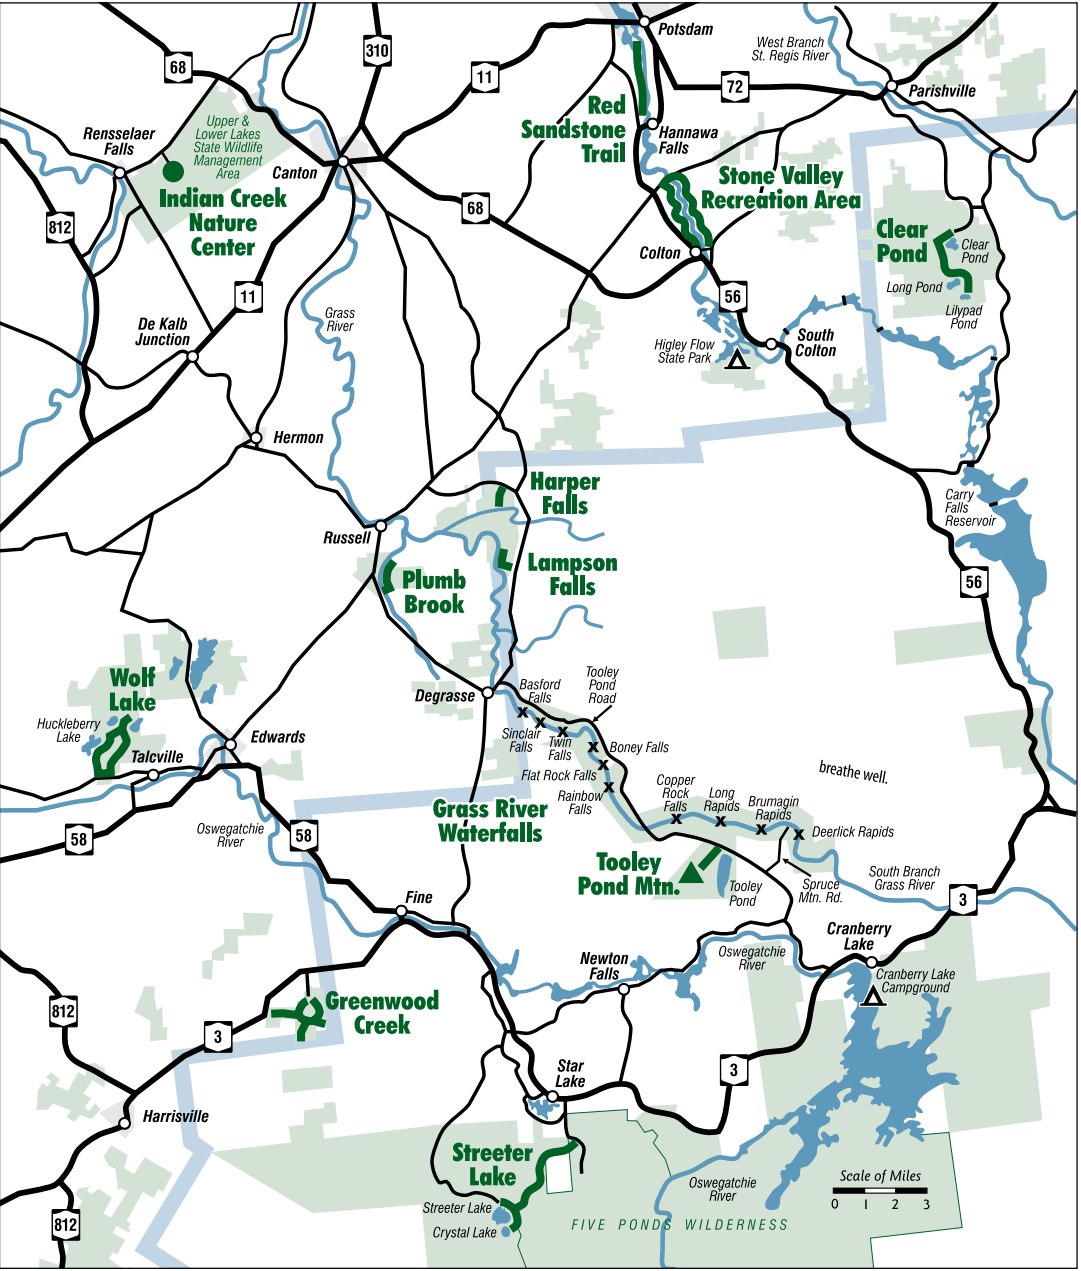 Potsdam
310
68
11
West Branch
St. Regis River
72
Parishville
Red
Sandstone
Trail
Upper &
Lower Lakes
State Wildlife
Management
Area
Rensselaer
Falls
Hannawa
Falls
Canton
Stone Valley
Recreation Area
Indian Creek
Nature
Center
68
812
Clear
Pond
Clear
Pond
Colton
Long Pond
11
56
Lilypad
Pond
Grass
River
De Kalb
Junction
Higley Flow
State Park
South
Colton
Hermon
Harper
Falls
Carry
Falls
Reservoir
Russell
Lampson
Falls
Plumb
Brook
56
Wolf
Lake
Tooley
Pond
Road
Degrasse
Basford
Falls
Huckleberry
Lake
Talcville
Edwards
Sinclair
Falls
Twin
Falls
Boney Falls
Flat Rock Falls
Rainbow
Falls
breathe well.
Copper
Rock
Falls
Long
Rapids
Brumagin
Rapids
Deerlick Rapids
Grass River
Waterfalls
58
Oswegatchie
River
58
Tooley
Pond Mtn.
Tooley
Pond
Spruce
Mtn. Rd.
South Branch
Grass River
3
Fine
Cranberry
Lake
Newton
Falls
Oswegatchie
River
Cranberry Lake
Campground
Greenwood
Creek
812
3
Star
Lake
3
Harrisville
Streeter
Lake
Oswegatchie
River
Scale of Miles
0 1 2 3
Streeter Lake
Crystal Lake
FIVE PONDS WILDERNESS
812